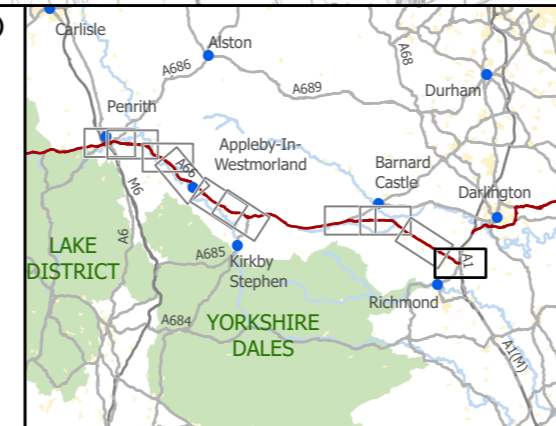 )
Carlisle
Alston
A686
A689
A68
Durham
Penrith
Appleby-In-
Westmorland
A66
Barnard
Castle
Darlington
M6
A6
LAKE
DISTRICT
A685
Kirkby
Stephen
A1
Richmond
A684
YORKSHIRE
DALES
A1(M)